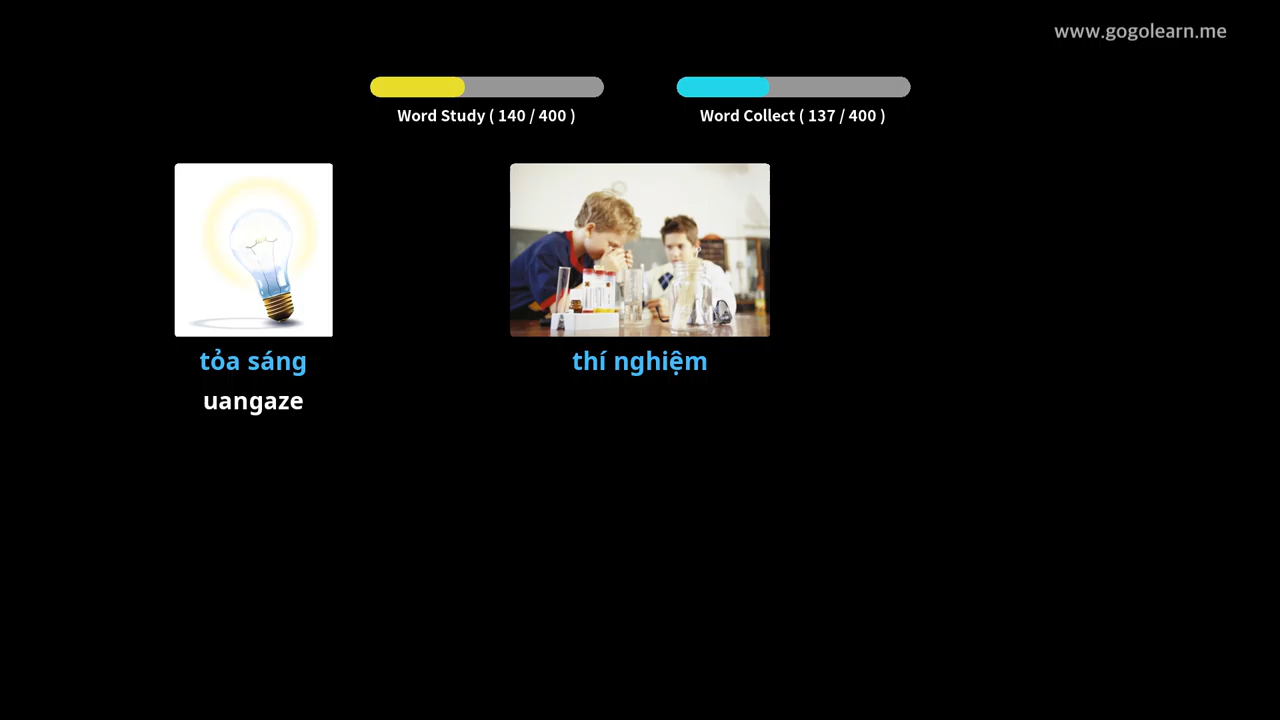 www.gogolearn.me
Word Study ( 140 / 400 )
Word Collect ( 137 / 400 )
tỏa sáng
thí nghiệm
uangaze